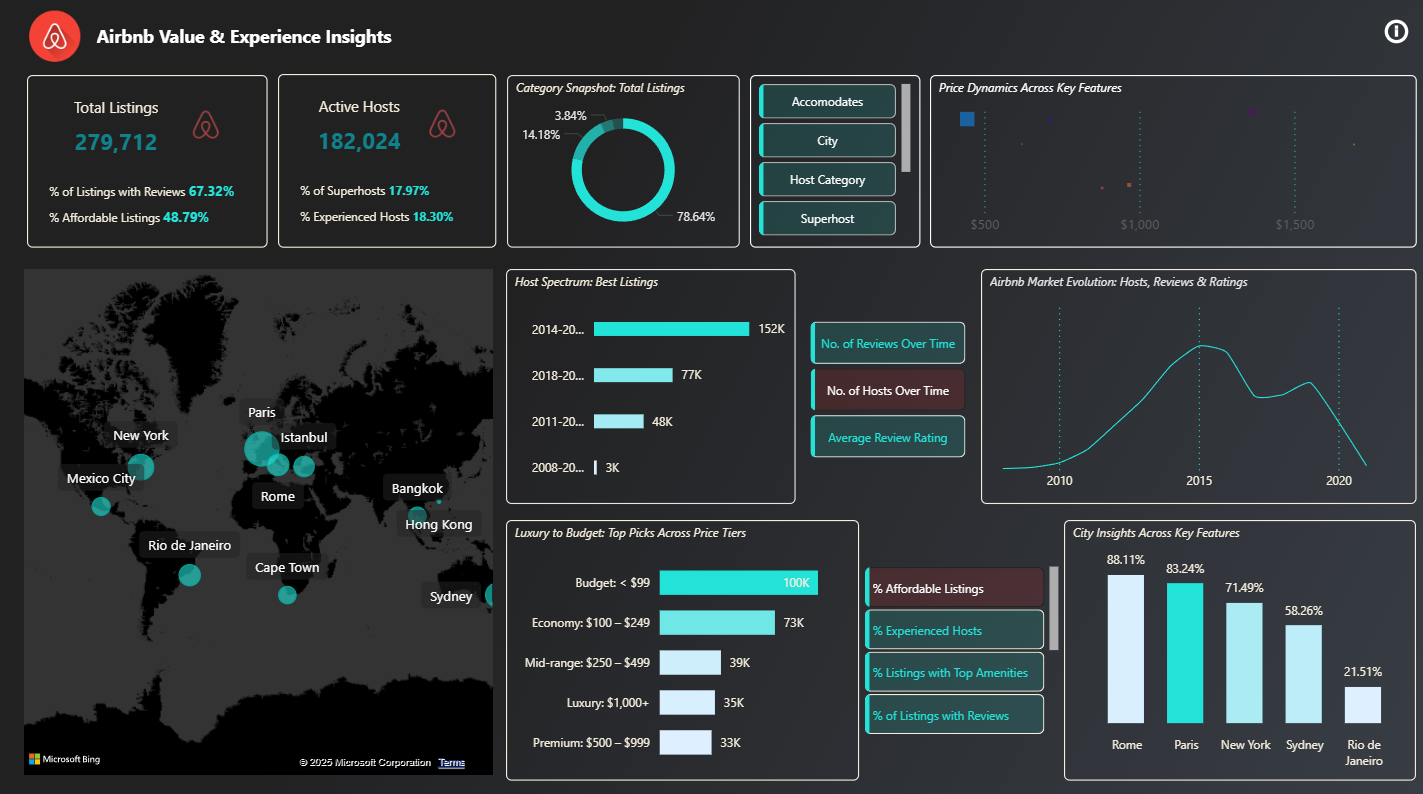 Airbnb Value & Experience Insights
Total Listings
279,712
% of Listings with Reviews 67.32%
% Affordable Listings 48.79%
Active Hosts
182,024
% of Superhosts 17.97%
% Experienced Hosts 18.30%
Category Snapshot: Total Listings
3.84%
14.18%
78.64%
Accomodates
City
Host Category
Superhost
Price Dynamics Across Key Features
$500
$1,000
$1,500
Paris
New York
Istanbul
Mexico City
Rome
Bangkok
Hong Kong
Rio de Janeiro
Cape Town
Sydney
Microsoft Bing
© 2025 Microsoft Corporation Terms
Host Spectrum: Best Listings
2014-20... 152K
2018-20... 77K
2011-20... 48K
2008-20... 3K
No. of Reviews Over Time
No. of Hosts Over Time
Average Review Rating
Airbnb Market Evolution: Hosts, Reviews & Ratings
2010
2015
2020
Luxury to Budget: Top Picks Across Price Tiers
Budget: < $99 100K
Economy: $100 – $249 73K
Mid-range: $250 – $499 39K
Luxury: $1,000+ 35K
Premium: $500 – $999 33K
% Affordable Listings
% Experienced Hosts
% Listings with Top Amenities
% of Listings with Reviews
City Insights Across Key Features
88.11%
83.24%
71.49%
58.26%
21.51%
Rome
Paris
New York
Sydney
Rio de
Janeiro